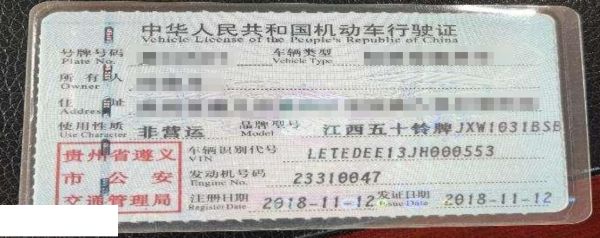 中华人民共和国机动车行驶证
Vehicle License of the People's Republic of China
号牌号码 车辆类型
Plate No. Vehicle Type
所有人
Owner
住址
Address
使用性质 非营运 品牌型号 江西五十铃牌JXW1031BSB
Use Character Model
贵州省遵义 车辆识别代号 LETEDEE13JH000553
VIN
市公安 发动机号码 23310047
Engine No.
交通管理局 注册日期 2018-11-12 发证日期 2018-11-12
Register Date Issue Date